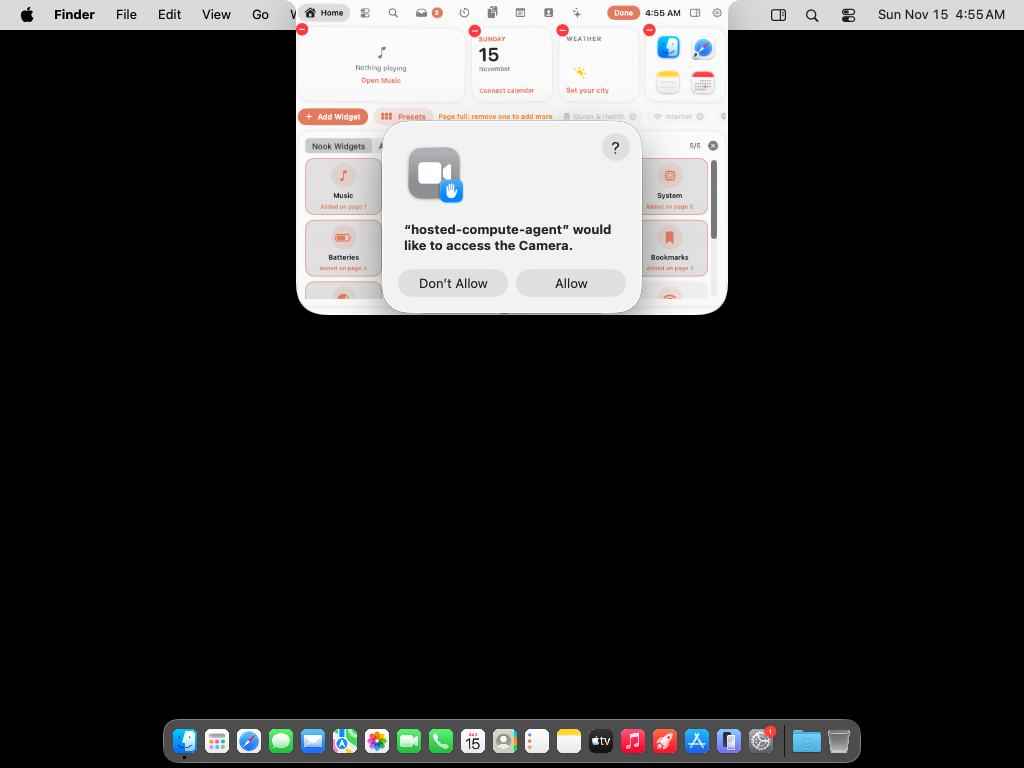 Finder File Edit View Go
Home
2
Done
4:55 AM
Sun Nov 15 4:55 AM
Nothing playing
Open Music
SUNDAY
15
November
Connect calendar
WEATHER
Set your city
+ Add Widget
Presets
Page full: remove one to add more
Quran & Hadith
Internet
Nook Widgets
5/5
Music
Added on page 1
System
Added on page 3
Batteries
Added on page 3
Bookmarks
Added on page 3
?
“hosted-compute-agent” would
like to access the Camera.
Don’t Allow
Allow
Sun
15
tv
1